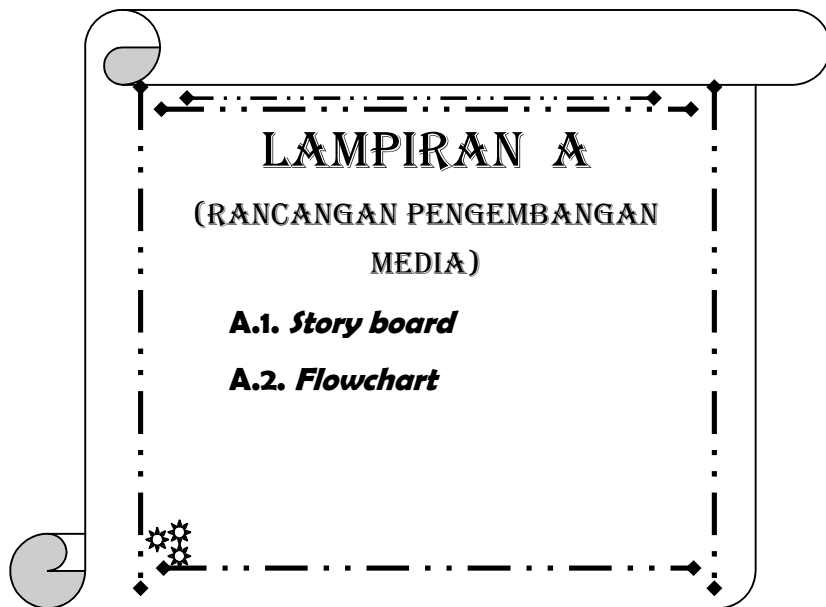 LAMPIRAN A
(RANCANGAN PENGEMBANGAN
MEDIA)
A.1. Story board
A.2. Flowchart